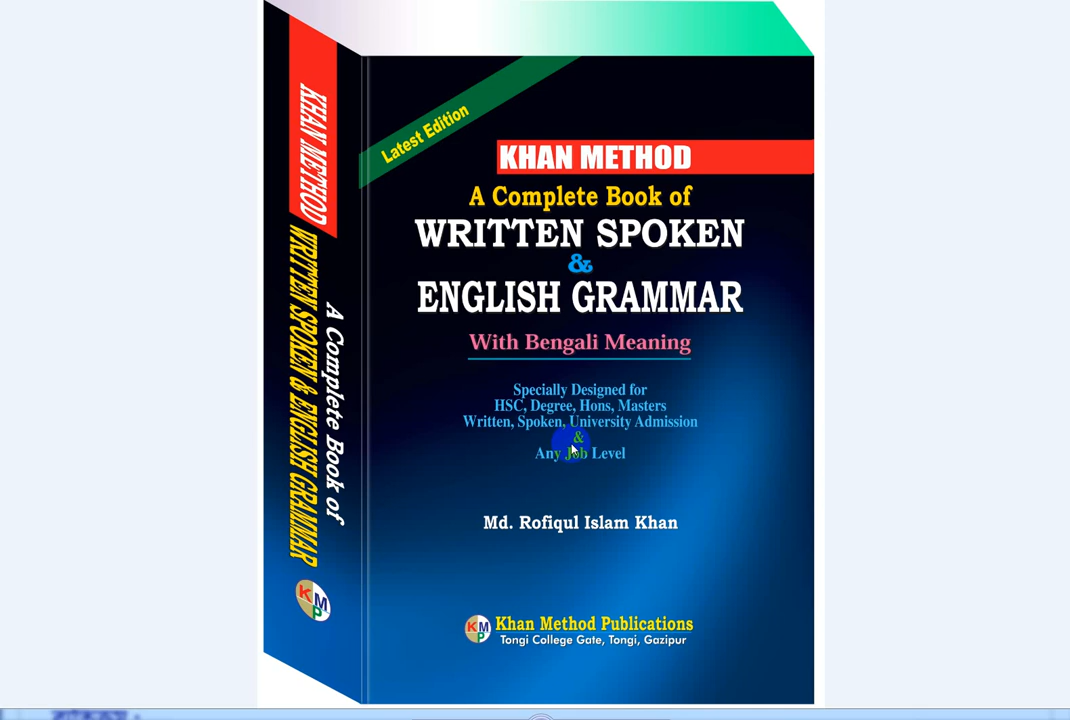 Latest Edition
KHAN METHOD
A Complete Book of
WRITTEN SPOKEN
&
ENGLISH GRAMMAR
With Bengali Meaning
Specially Designed for
HSC, Degree, Hons, Masters
Written, Spoken, University Admission
&
Any Job Level
Md. Rofiqul Islam Khan
KMP
Khan Method Publications
Tongi College Gate, Tongi, Gazipur
KHAN METHOD
A Complete Book of
WRITTEN SPOKEN & ENGLISH GRAMMAR
KMP